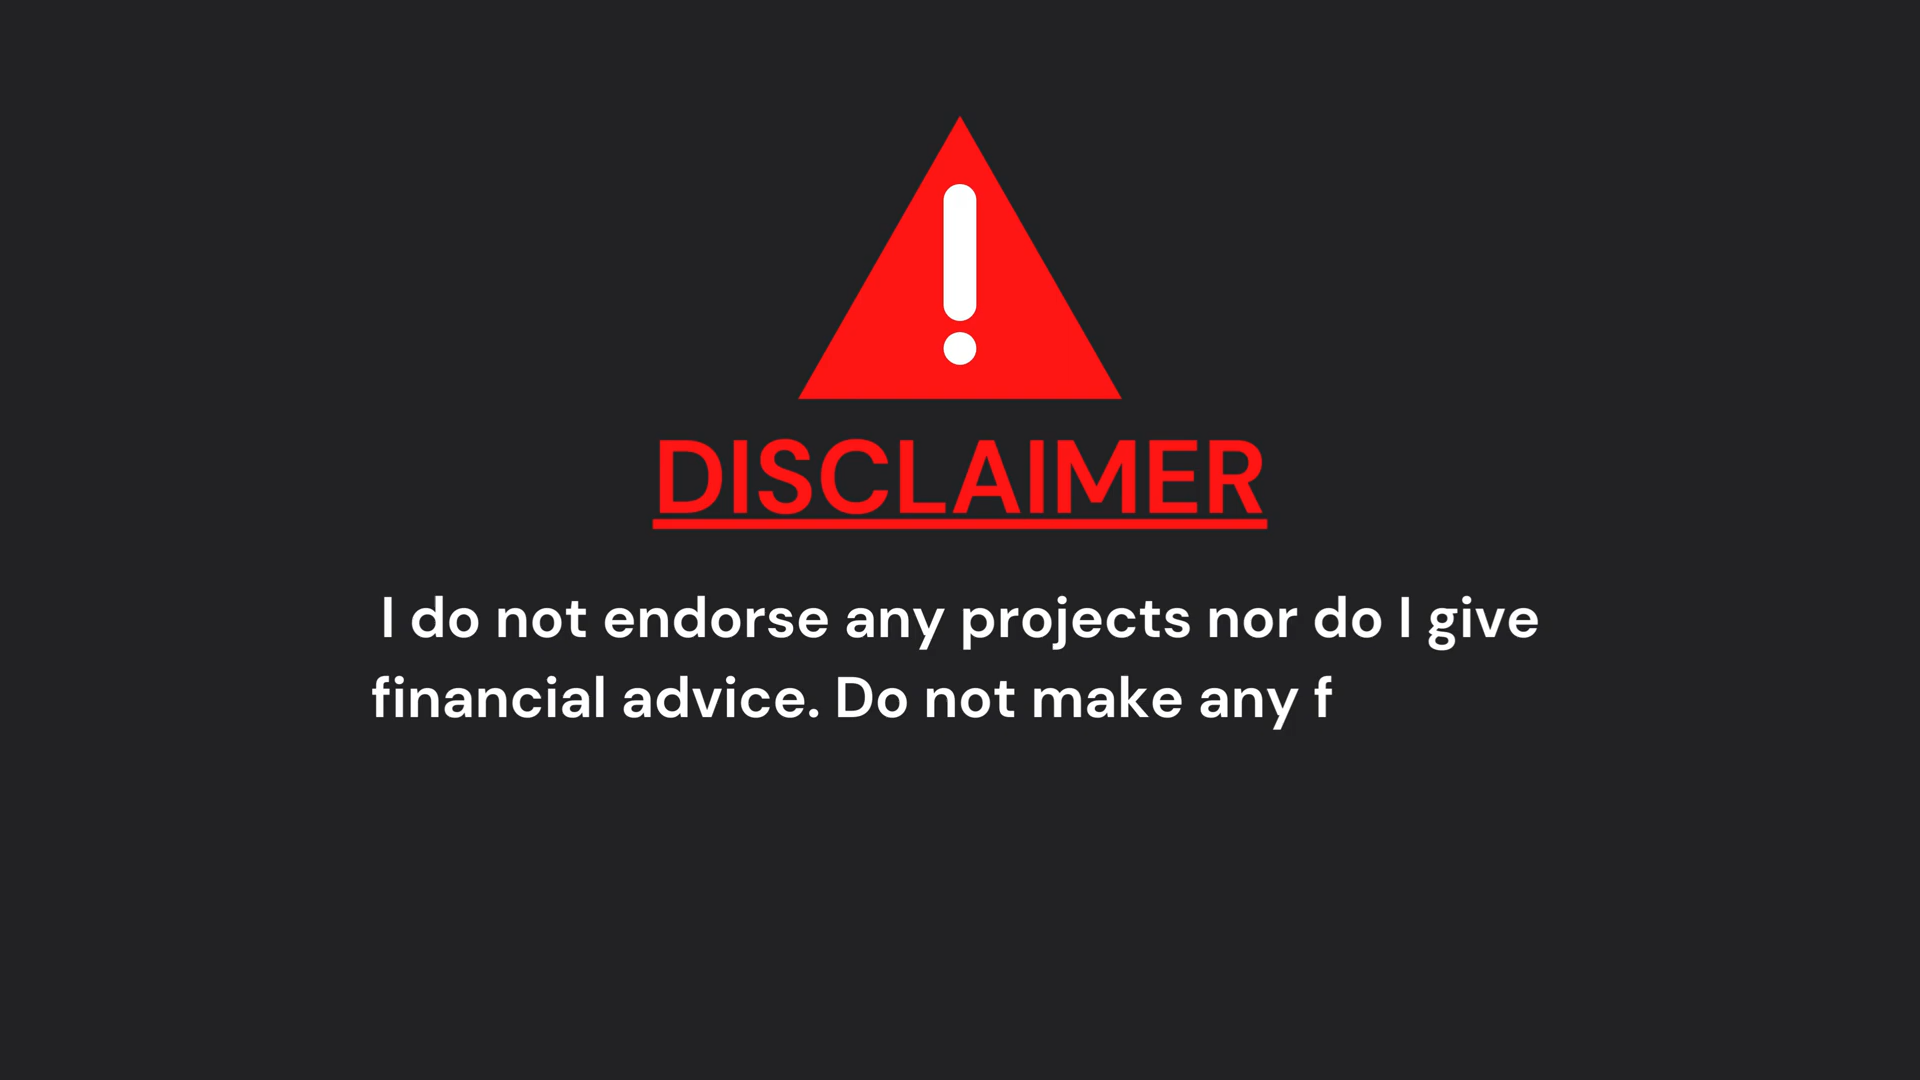 DISCLAIMER
I do not endorse any projects nor do I give
financial advice. Do not make any f